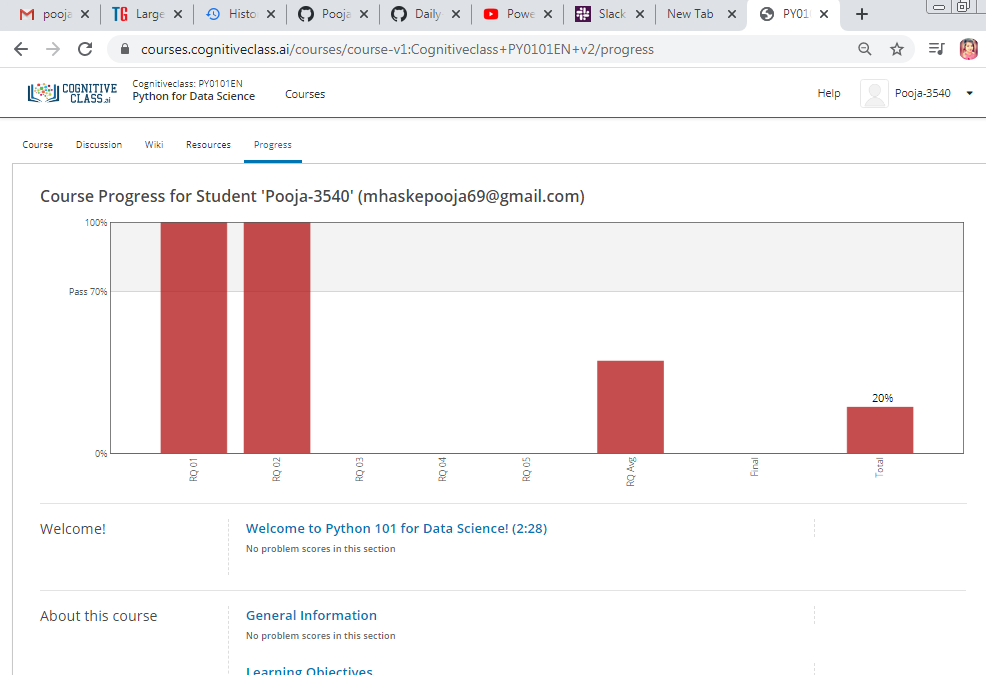 pooja
Large
Histo
Pooja
Daily
Powe
Slack
New Tab
PY01
courses.cognitiveclass.ai/courses/course-v1:Cognitiveclass+PY0101EN+v2/progress
COGNITIVE
CLASS.ai
Cognitiveclass: PY0101EN
Python for Data Science
Courses
Help
Pooja-3540
Course
Discussion
Wiki
Resources
Progress
Course Progress for Student 'Pooja-3540' (mhaskepooja69@gmail.com)
100%
Pass 70%
20%
0%
RQ 01
RQ 02
RQ 03
RQ 04
RQ 05
RQ Avg
Final
Total
Welcome!
Welcome to Python 101 for Data Science! (2:28)
No problem scores in this section
About this course
General Information
No problem scores in this section
Learning Objectives